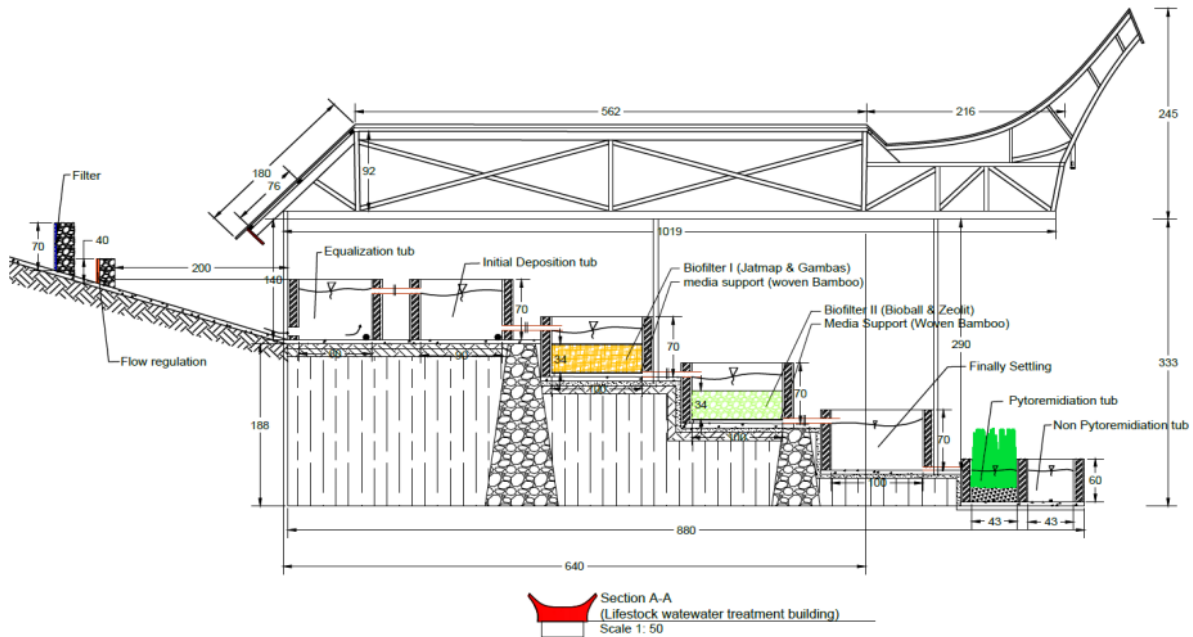 562
216
245
180
76
92
Filter
70
40
200
1019
140
Equalization tub
Initial Deposition tub
Biofilter I (Jatmap & Gambas)
media support (woven Bamboo)
Biofilter II (Bioball & Zeolit)
Media Support (Woven Bamboo)
290
333
70
70
34
100
Flow regulation
90
188
70
34
100
Finally Settling
Pytoremidiation tub
Non Pytoremidiation tub
70
100
60
43
43
880
640
Section A-A
(Lifestock watewater treatment building)
Scale 1: 50